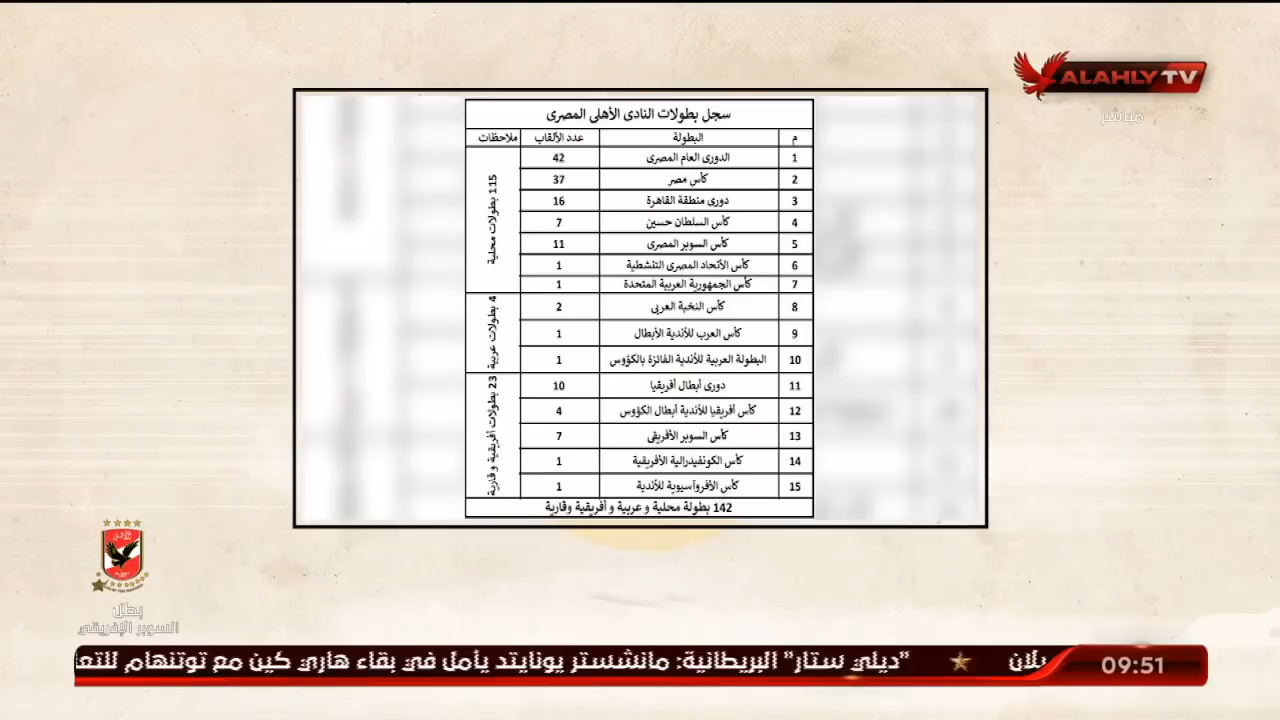 ALAHLY TV
مباشر
سجل بطولات النادى الأهلى المصرى
م البطولة عدد الألقاب ملاحظات
1 الدورى العام المصرى 42
2 كأس مصر 37
3 دورى منطقة القاهرة 16
4 كأس السلطان حسين 7
5 كأس السوبر المصرى 11
6 كأس الأتحاد المصرى التنشطية 1
7 كأس الجمهورية العربية المتحدة 1
115 بطولات محلية
8 كأس النخبة العربى 2
9 كأس العرب للأندية الأبطال 1
10 البطولة العربية للأندية الفائزة بالكؤوس 1
4 بطولات عربية
11 دورى أبطال أفريقيا 10
12 كأس أفريقيا للأندية أبطال الكؤوس 4
13 كأس السوبر الأفريقى 7
14 كأس الكونفيدرالية الأفريقية 1
15 كأس الأفروآسيوية للأندية 1
23 بطولات أفريقية و قارية
142 بطولة محلية و عربية و أفريقية وقارية
بطل
السوبر الإفريقي
09:51 يلان "ديلي ستار" البريطانية: مانشستر يونايتد يأمل في بقاء هاري كين مع توتنهام للتعا